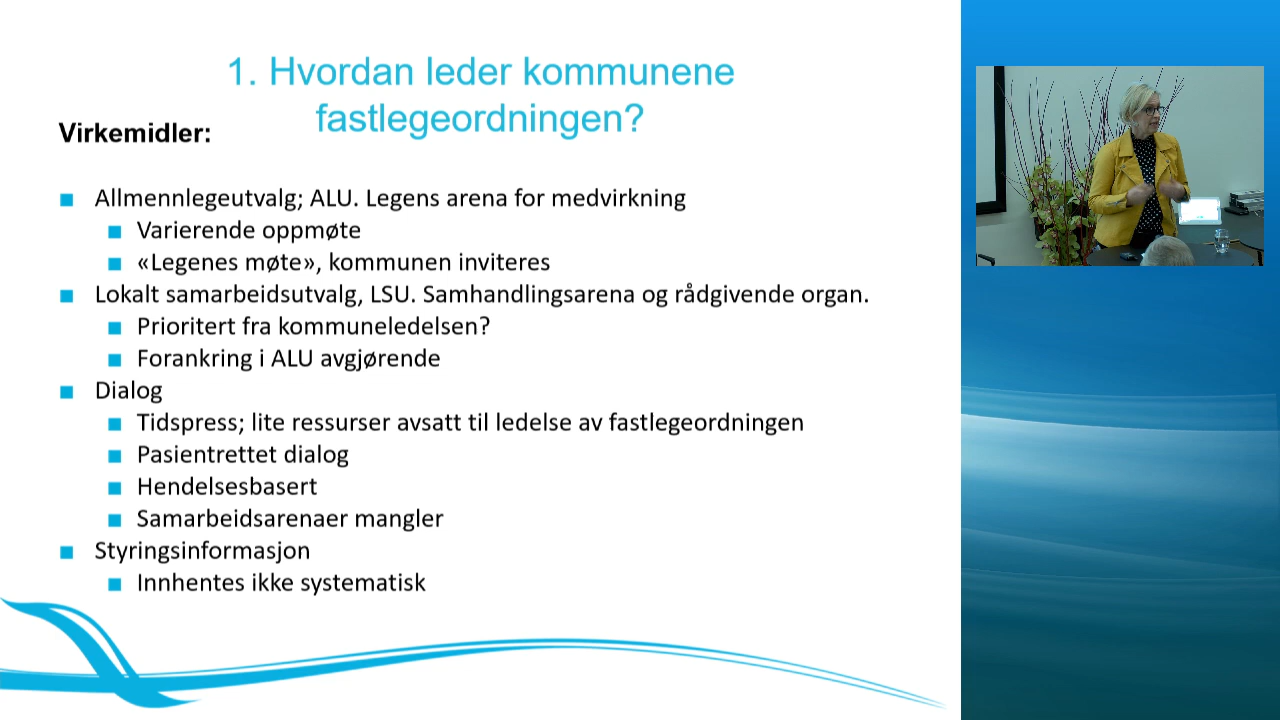 1. Hvordan leder kommunene
fastlegeordningen?
Virkemidler:
Allmennlegeutvalg; ALU. Legens arena for medvirkning
Varierende oppmøte
«Legenes møte», kommunen inviteres
Lokalt samarbeidsutvalg, LSU. Samhandlingsarena og rådgivende organ.
Prioritert fra kommuneledelsen?
Forankring i ALU avgjørende
Dialog
Tidspress; lite ressurser avsatt til ledelse av fastlegeordningen
Pasientrettet dialog
Hendelsesbasert
Samarbeidsarenaer mangler
Styringsinformasjon
Innhentes ikke systematisk